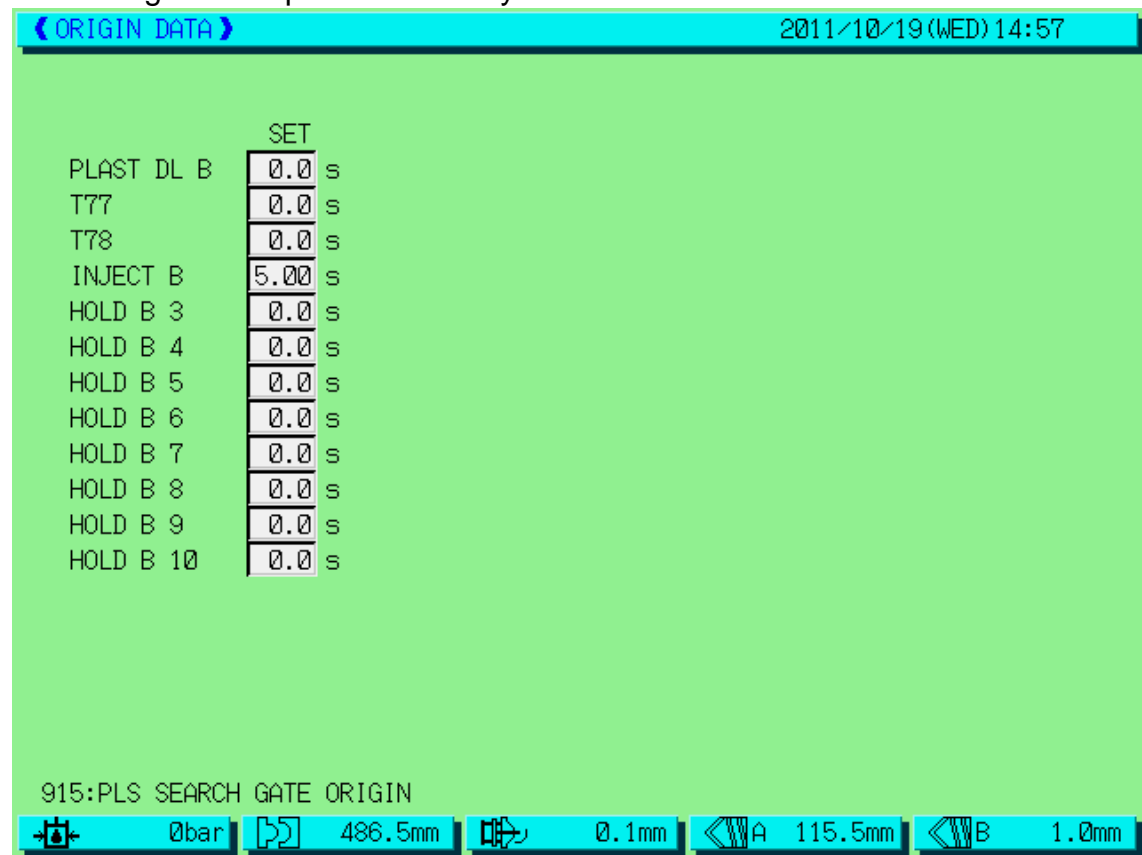 【ORIGIN DATA】 2011/10/19(WED)14:57
SET
PLAST DL B 0.0 s
T77 0.0 s
T78 0.0 s
INJECT B 5.00 s
HOLD B 3 0.0 s
HOLD B 4 0.0 s
HOLD B 5 0.0 s
HOLD B 6 0.0 s
HOLD B 7 0.0 s
HOLD B 8 0.0 s
HOLD B 9 0.0 s
HOLD B 10 0.0 s
915:PLS SEARCH GATE ORIGIN
0bar 486.5mm 0.1mm A 115.5mm B 1.0mm